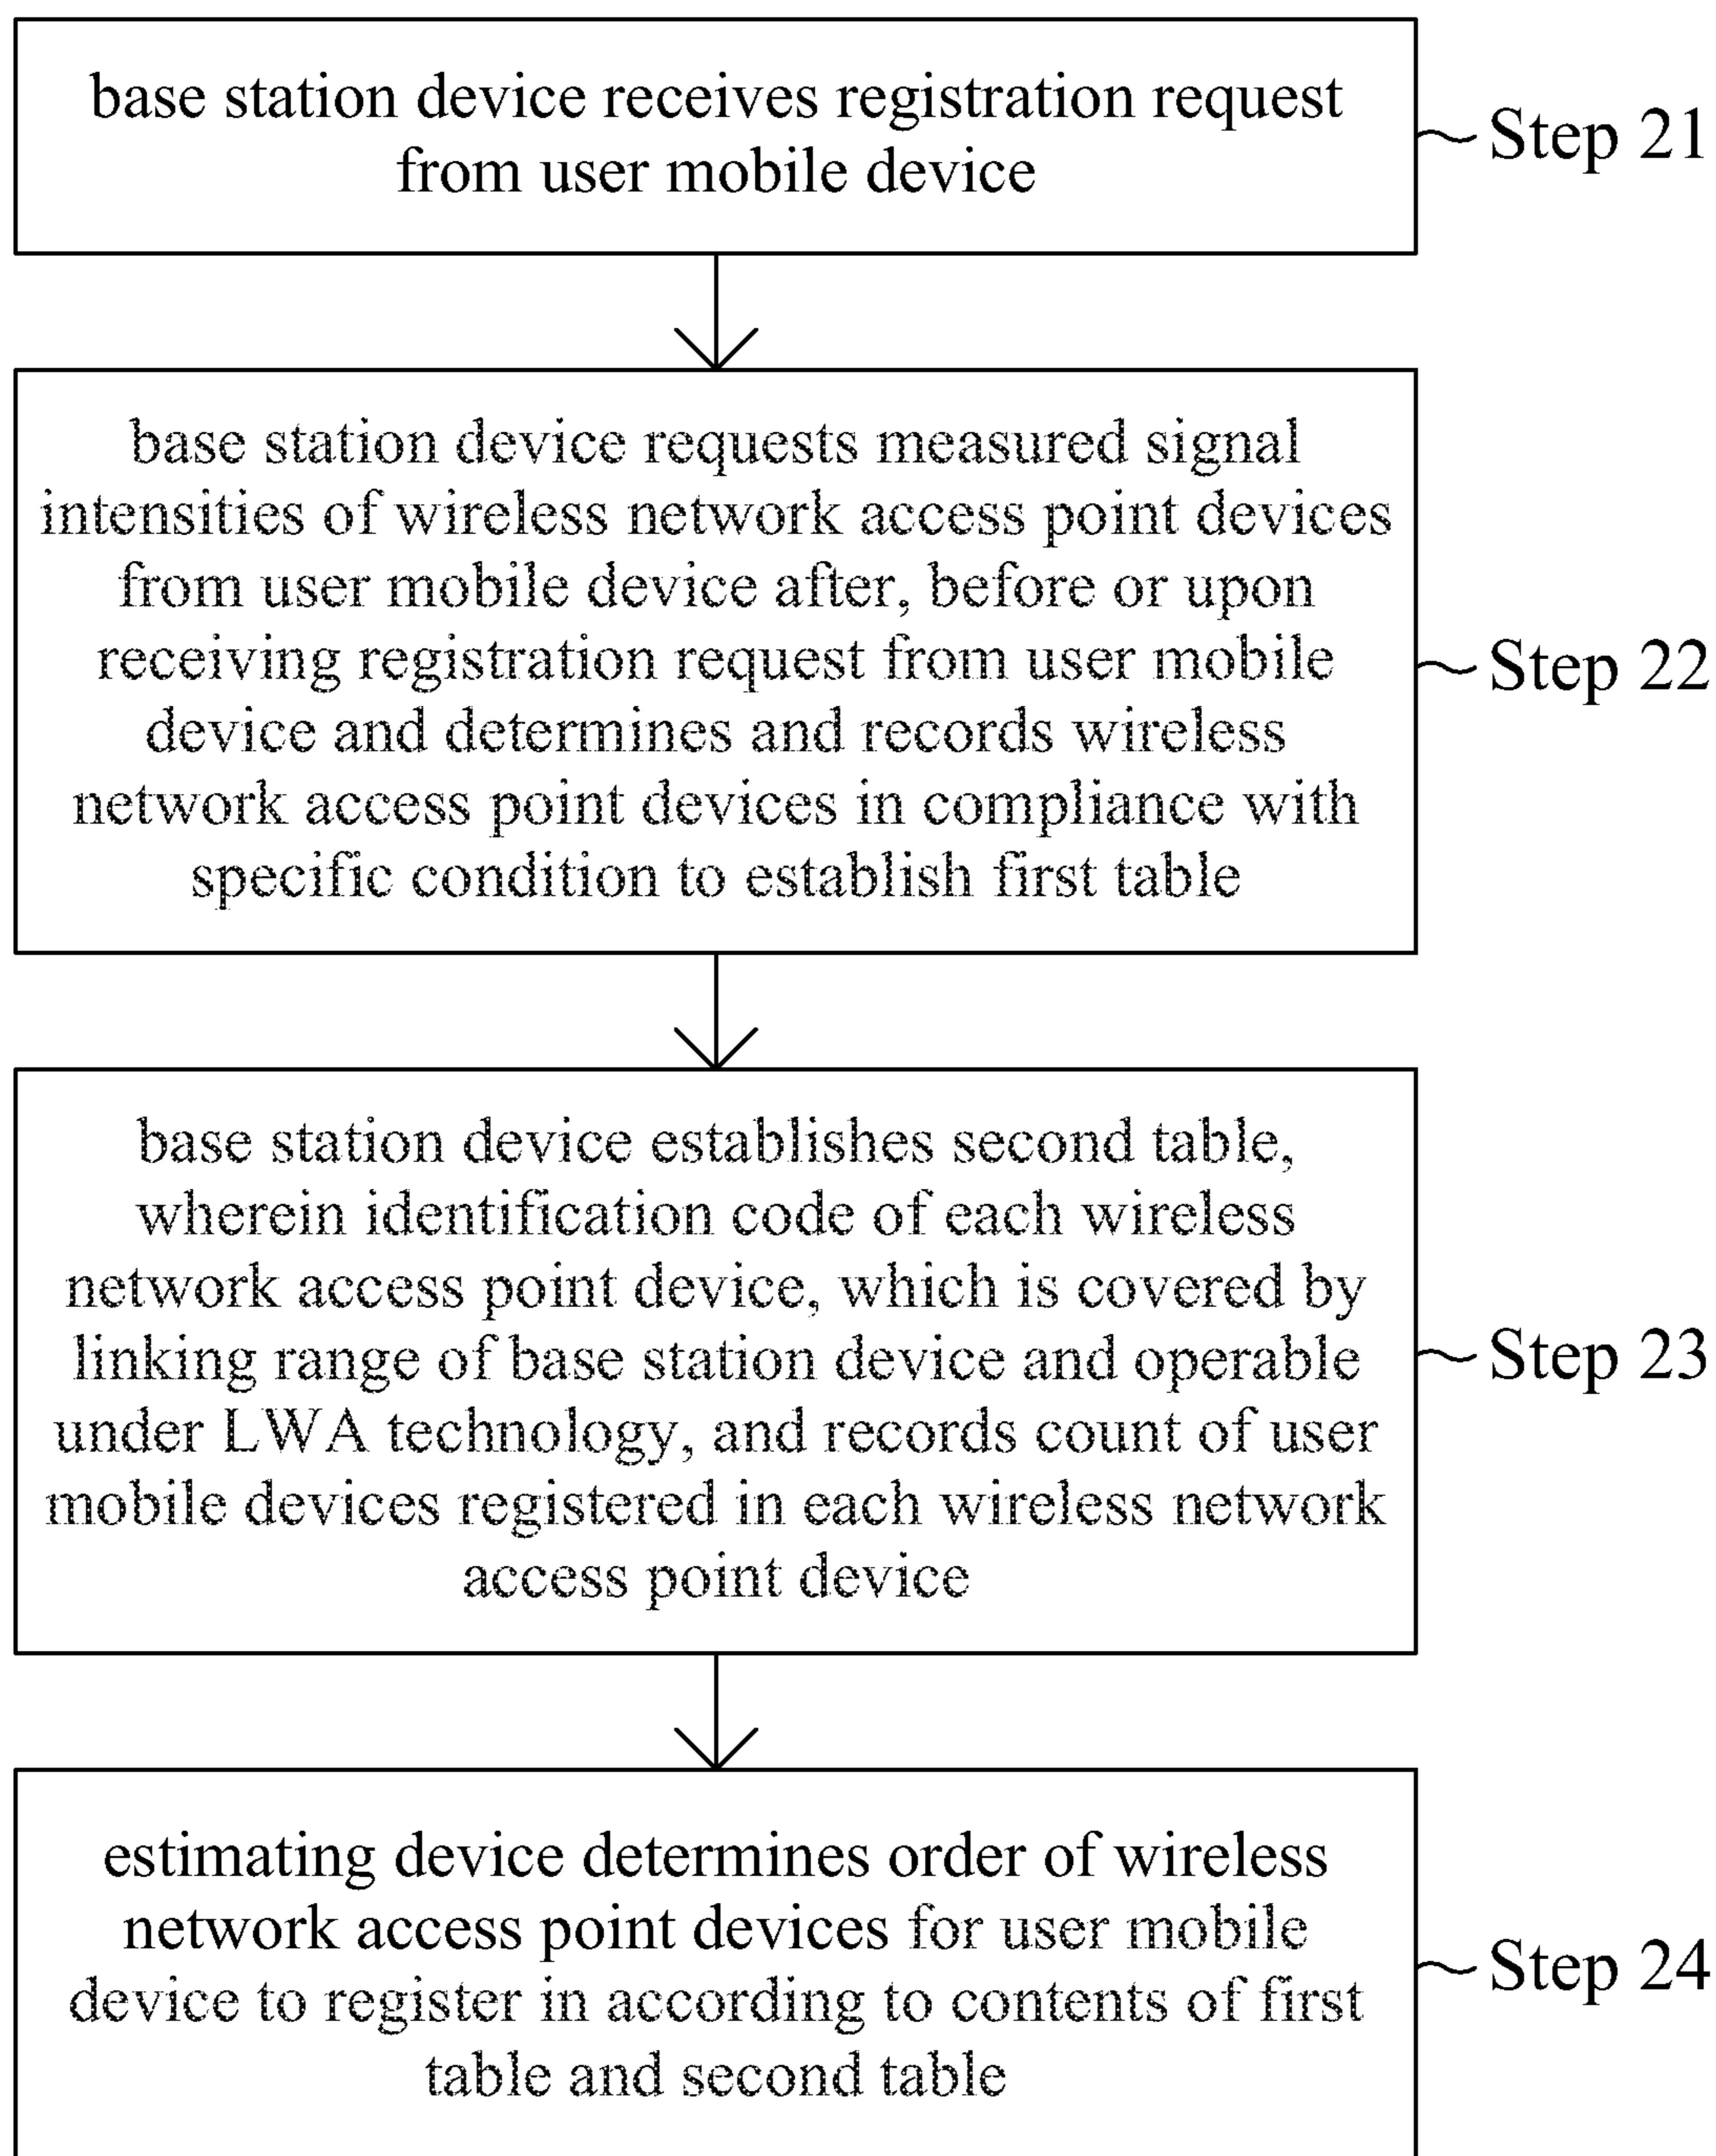 base station device receives registration request
from user mobile device
Step 21
base station device requests measured signal
intensities of wireless network access point devices
from user mobile device after, before or upon
receiving registration request from user mobile
device and determines and records wireless
network access point devices in compliance with
specific condition to establish first table
Step 22
base station device establishes second table,
wherein identification code of each wireless
network access point device, which is covered by
linking range of base station device and operable
under LWA technology, and records count of user
mobile devices registered in each wireless network
access point device
Step 23
estimating device determines order of wireless
network access point devices for user mobile
device to register in according to contents of first
table and second table
Step 24